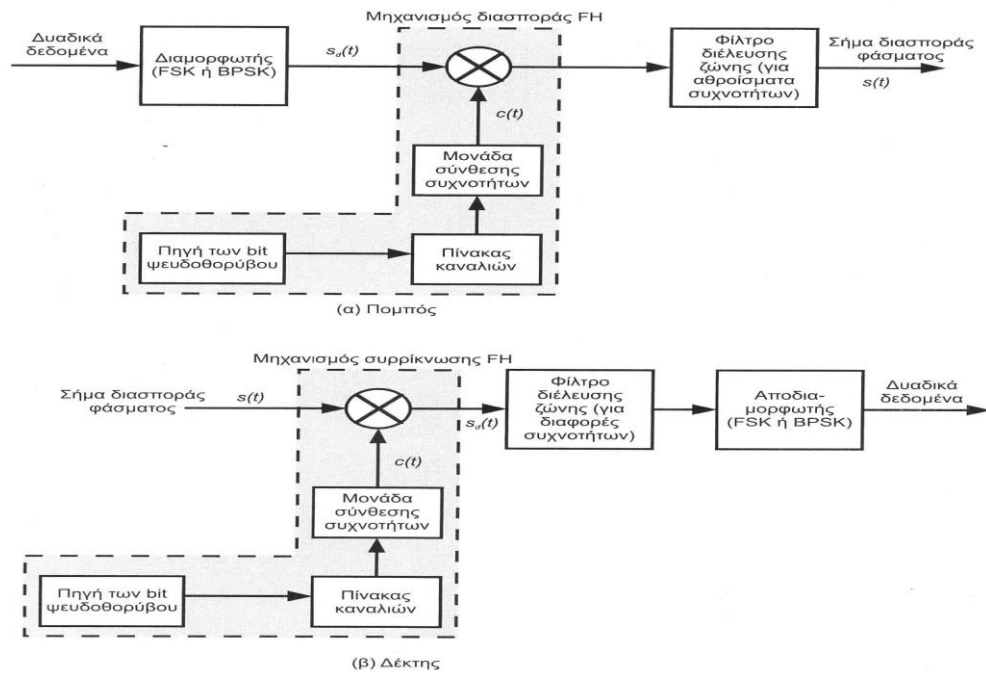 Μηχανισμός διασποράς FH
Δυαδικά
δεδομένα
Διαμορφωτής
(FSK ή BPSK)
s_d(t)
Φίλτρο
διέλευσης
ζώνης (για
αθροίσματα
συχνοτήτων)
Σήμα διασποράς
φάσματος
s(t)
c(t)
Μονάδα
σύνθεσης
συχνοτήτων
Πηγή των bit
ψευδοθορύβου
Πίνακας
καναλιών
(α) Πομπός
Μηχανισμός συρρίκνωσης FH
Σήμα διασποράς
φάσματος
s(t)
s_d(t)
Φίλτρο
διέλευσης
ζώνης (για
διαφορές
συχνοτήτων)
Αποδια-
μορφωτής
(FSK ή BPSK)
Δυαδικά
δεδομένα
c(t)
Μονάδα
σύνθεσης
συχνοτήτων
Πηγή των bit
ψευδοθορύβου
Πίνακας
καναλιών
(β) Δέκτης